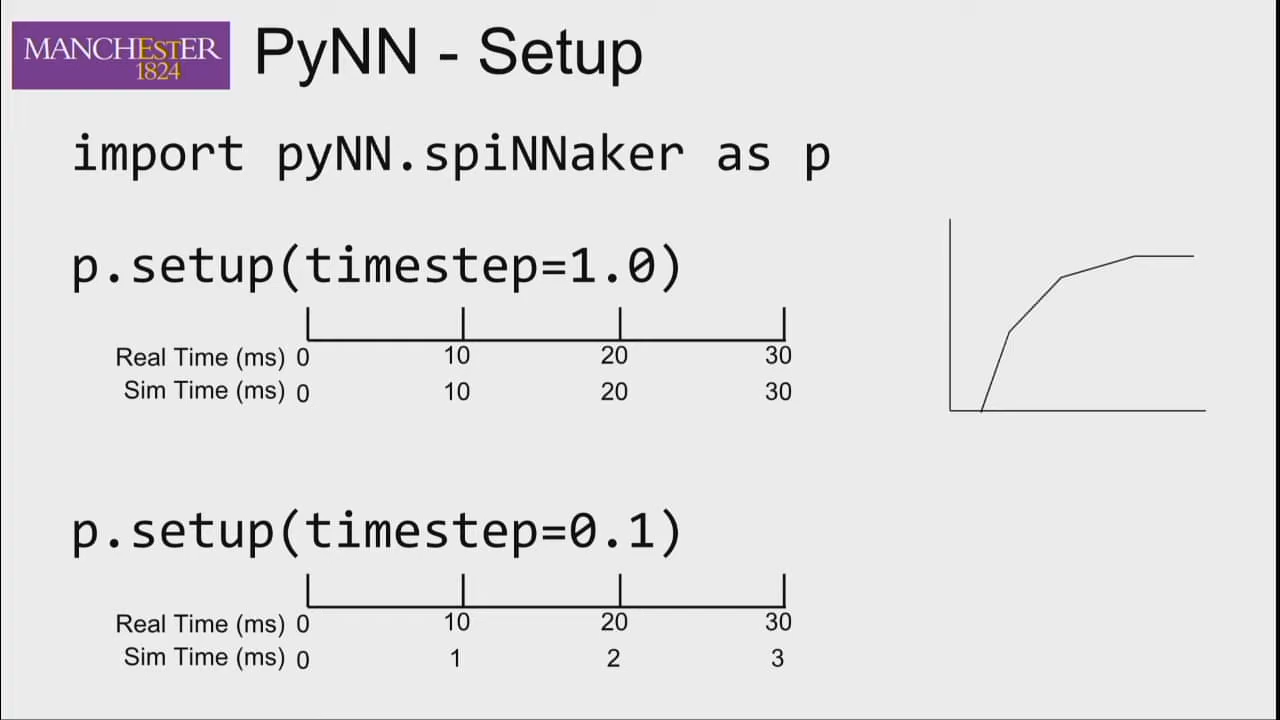 MANCHESTER
1824
PyNN - Setup
import pyNN.spiNNaker as p
p.setup(timestep=1.0)
Real Time (ms) 0 10 20 30
Sim Time (ms) 0 10 20 30
p.setup(timestep=0.1)
Real Time (ms) 0 10 20 30
Sim Time (ms) 0 1 2 3